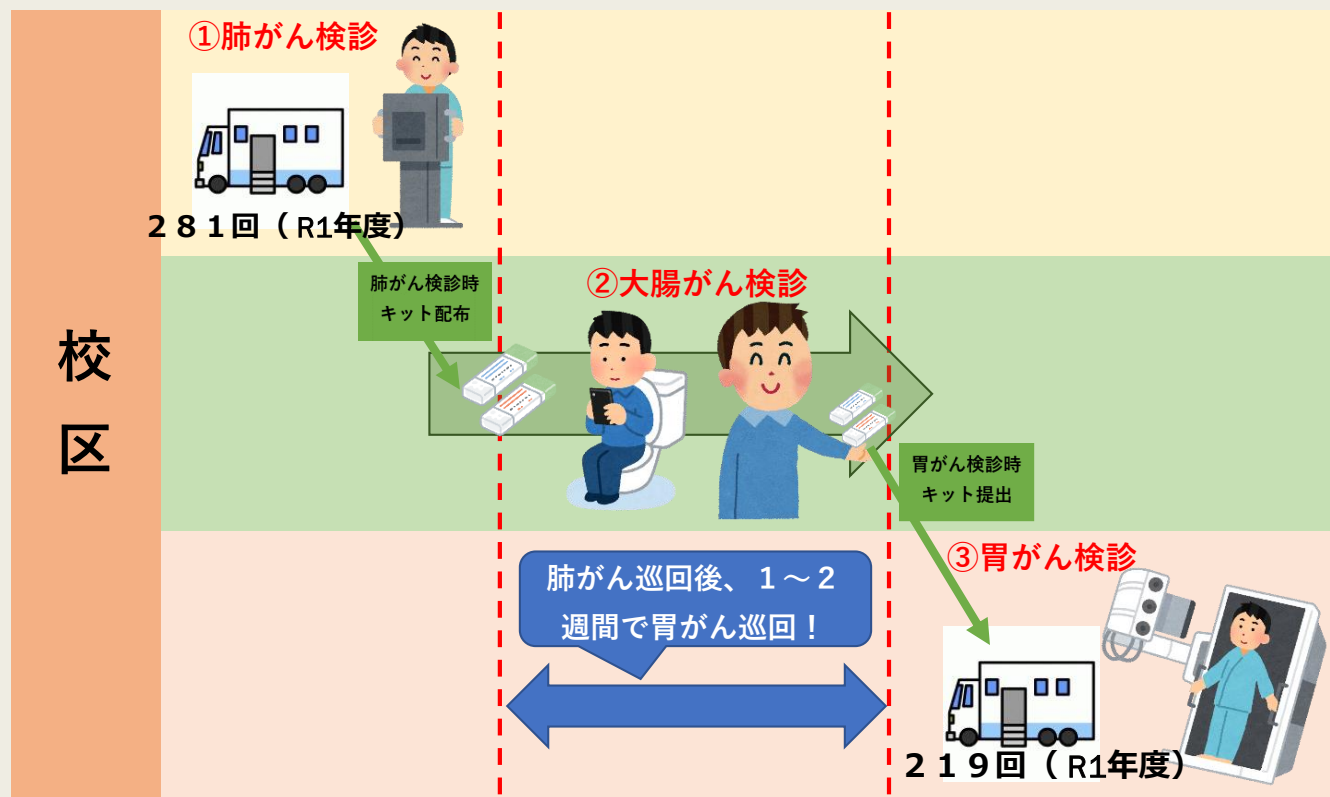 校
区
①肺がん検診
２８１回（R1年度）
肺がん検診時
キット配布
②大腸がん検診
胃がん検診時
キット提出
肺がん巡回後、１～２
週間で胃がん巡回！
③胃がん検診
２１９回（R1年度）